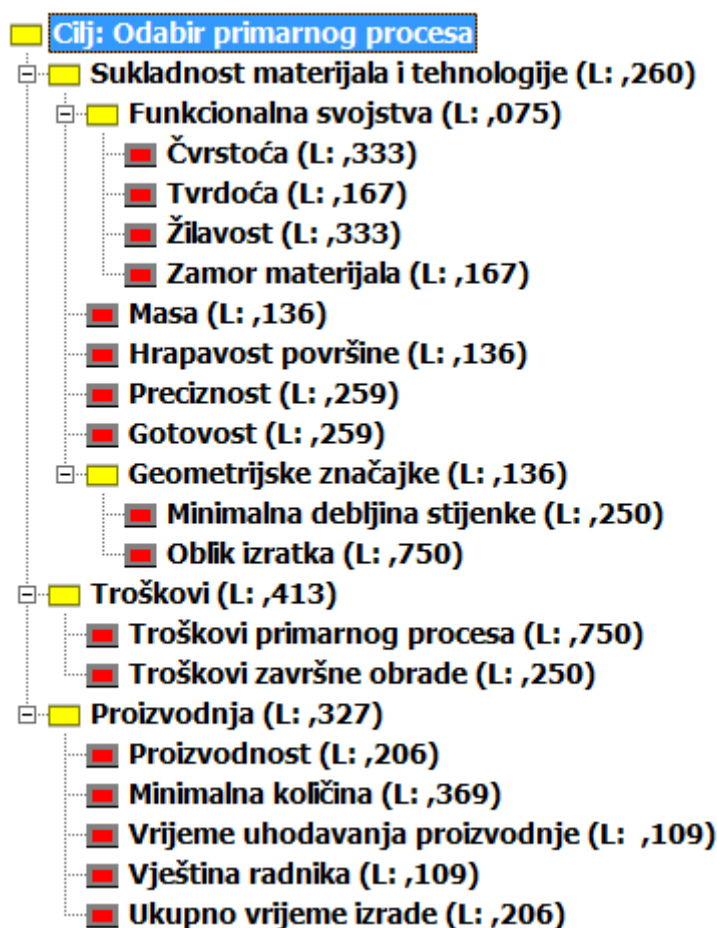 Cilj: Odabir primarnog procesa
Sukladnost materijala i tehnologije (L: ,260)
Funkcionalna svojstva (L: ,075)
Čvrstoća (L: ,333)
Tvrdoća (L: ,167)
Žilavost (L: ,333)
Zamor materijala (L: ,167)
Masa (L: ,136)
Hrapavost površine (L: ,136)
Preciznost (L: ,259)
Gotovost (L: ,259)
Geometrijske značajke (L: ,136)
Minimalna debljina stijenke (L: ,250)
Oblik izratka (L: ,750)
Troškovi (L: ,413)
Troškovi primarnog procesa (L: ,750)
Troškovi završne obrade (L: ,250)
Proizvodnja (L: ,327)
Proizvodnost (L: ,206)
Minimalna količina (L: ,369)
Vrijeme uhodavanja proizvodnje (L: ,109)
Vještina radnika (L: ,109)
Ukupno vrijeme izrade (L: ,206)